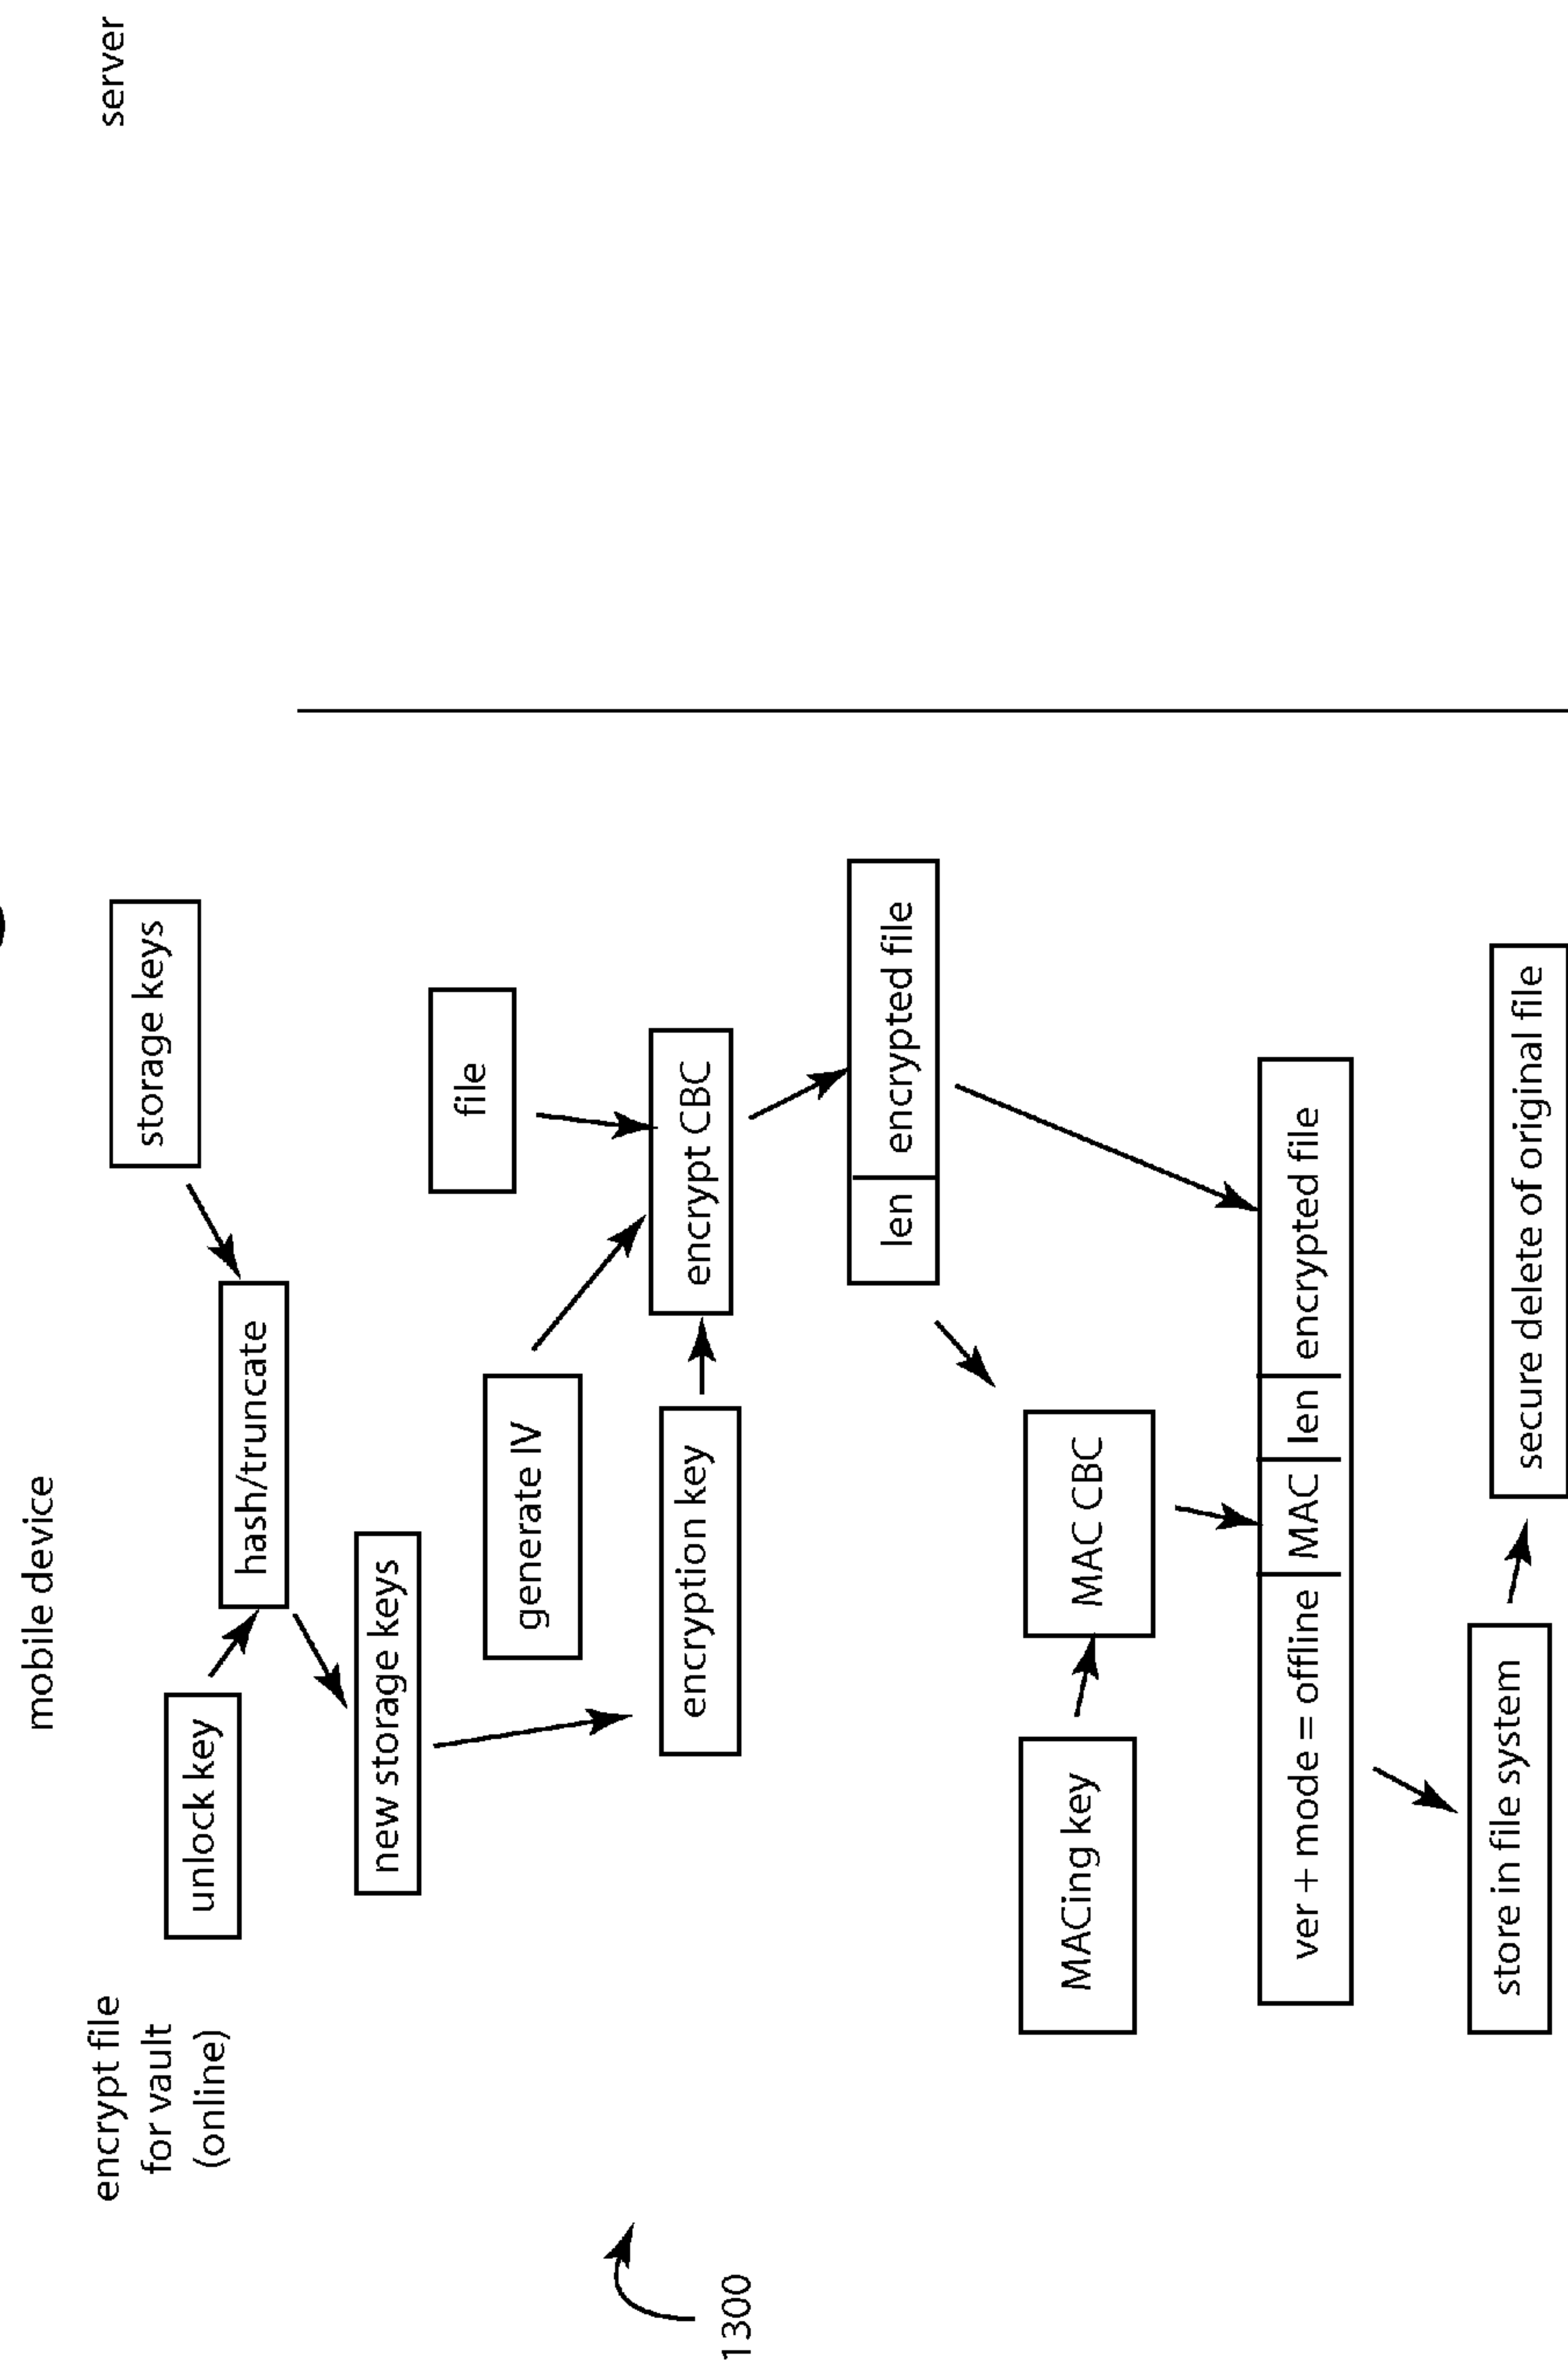 mobile device
server
encrypt file
for vault
(online)
storage keys
unlock key
hash/truncate
new storage keys
file
generate IV
encryption key
encrypt CBC
len encrypted file
MACing key
MAC CBC
ver + mode = offline MAC len encrypted file
store in file system
secure delete of original file
1300